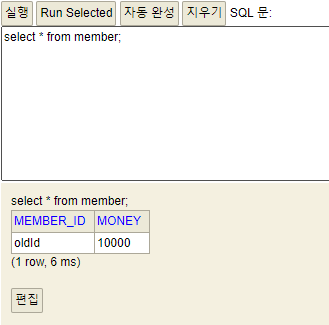 실행 Run Selected 자동 완성 지우기 SQL 문:
select * from member;
select * from member;
MEMBER_ID MONEY
oldId 10000
(1 row, 6 ms)
편집